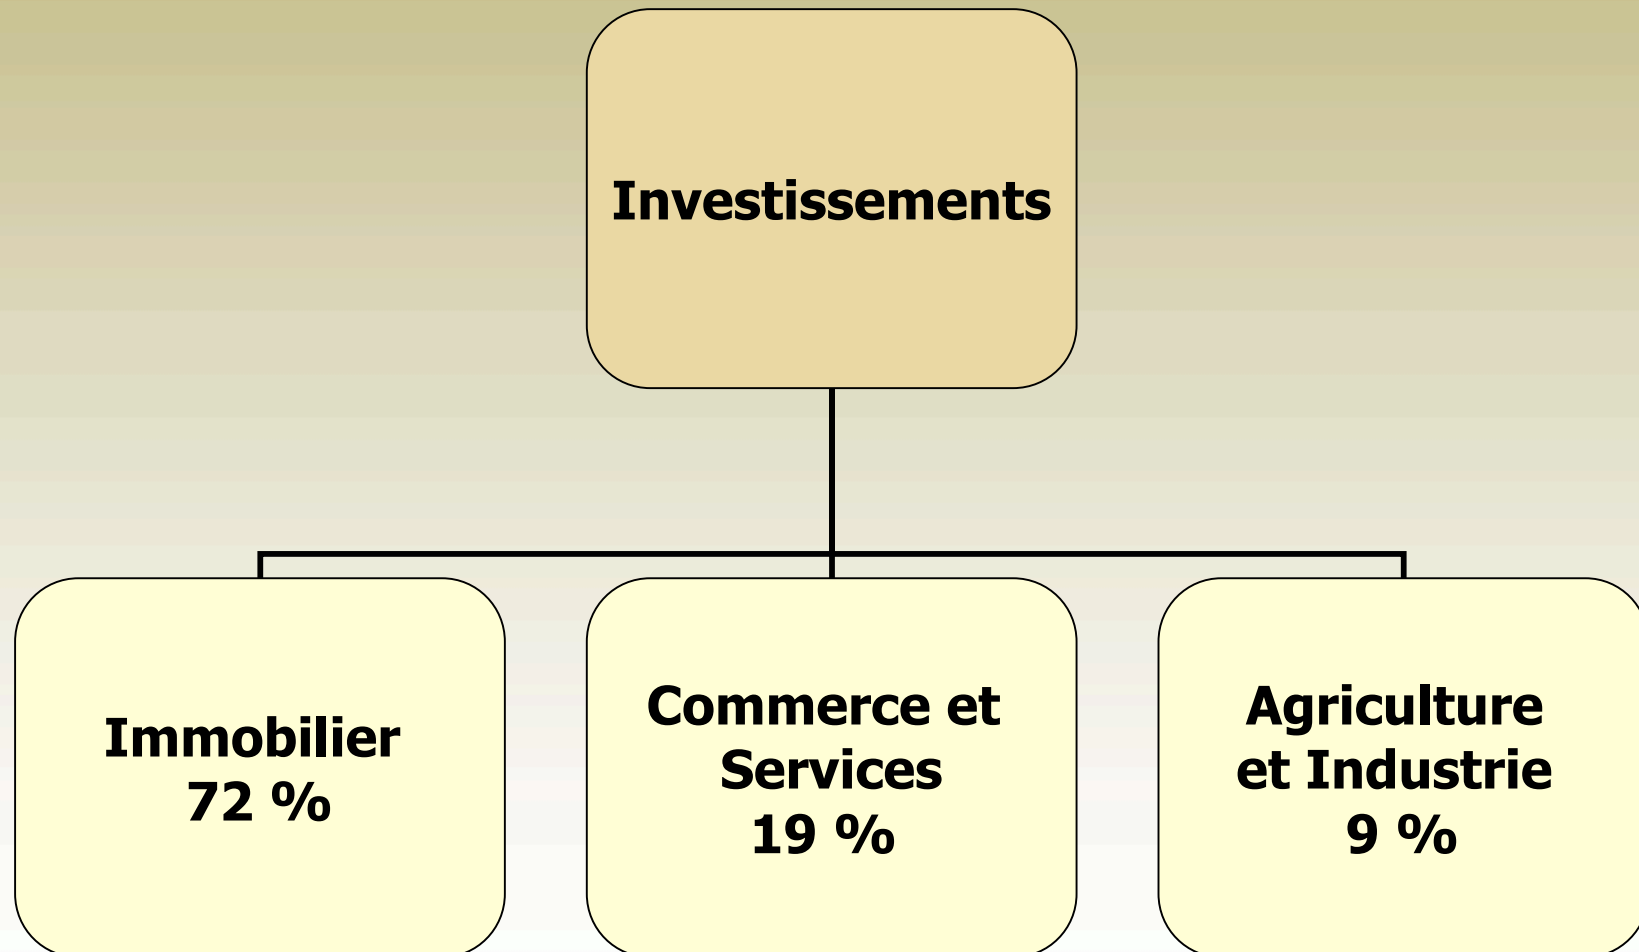 Investissements
Immobilier
72 %
Commerce et
Services
19 %
Agriculture
et Industrie
9 %